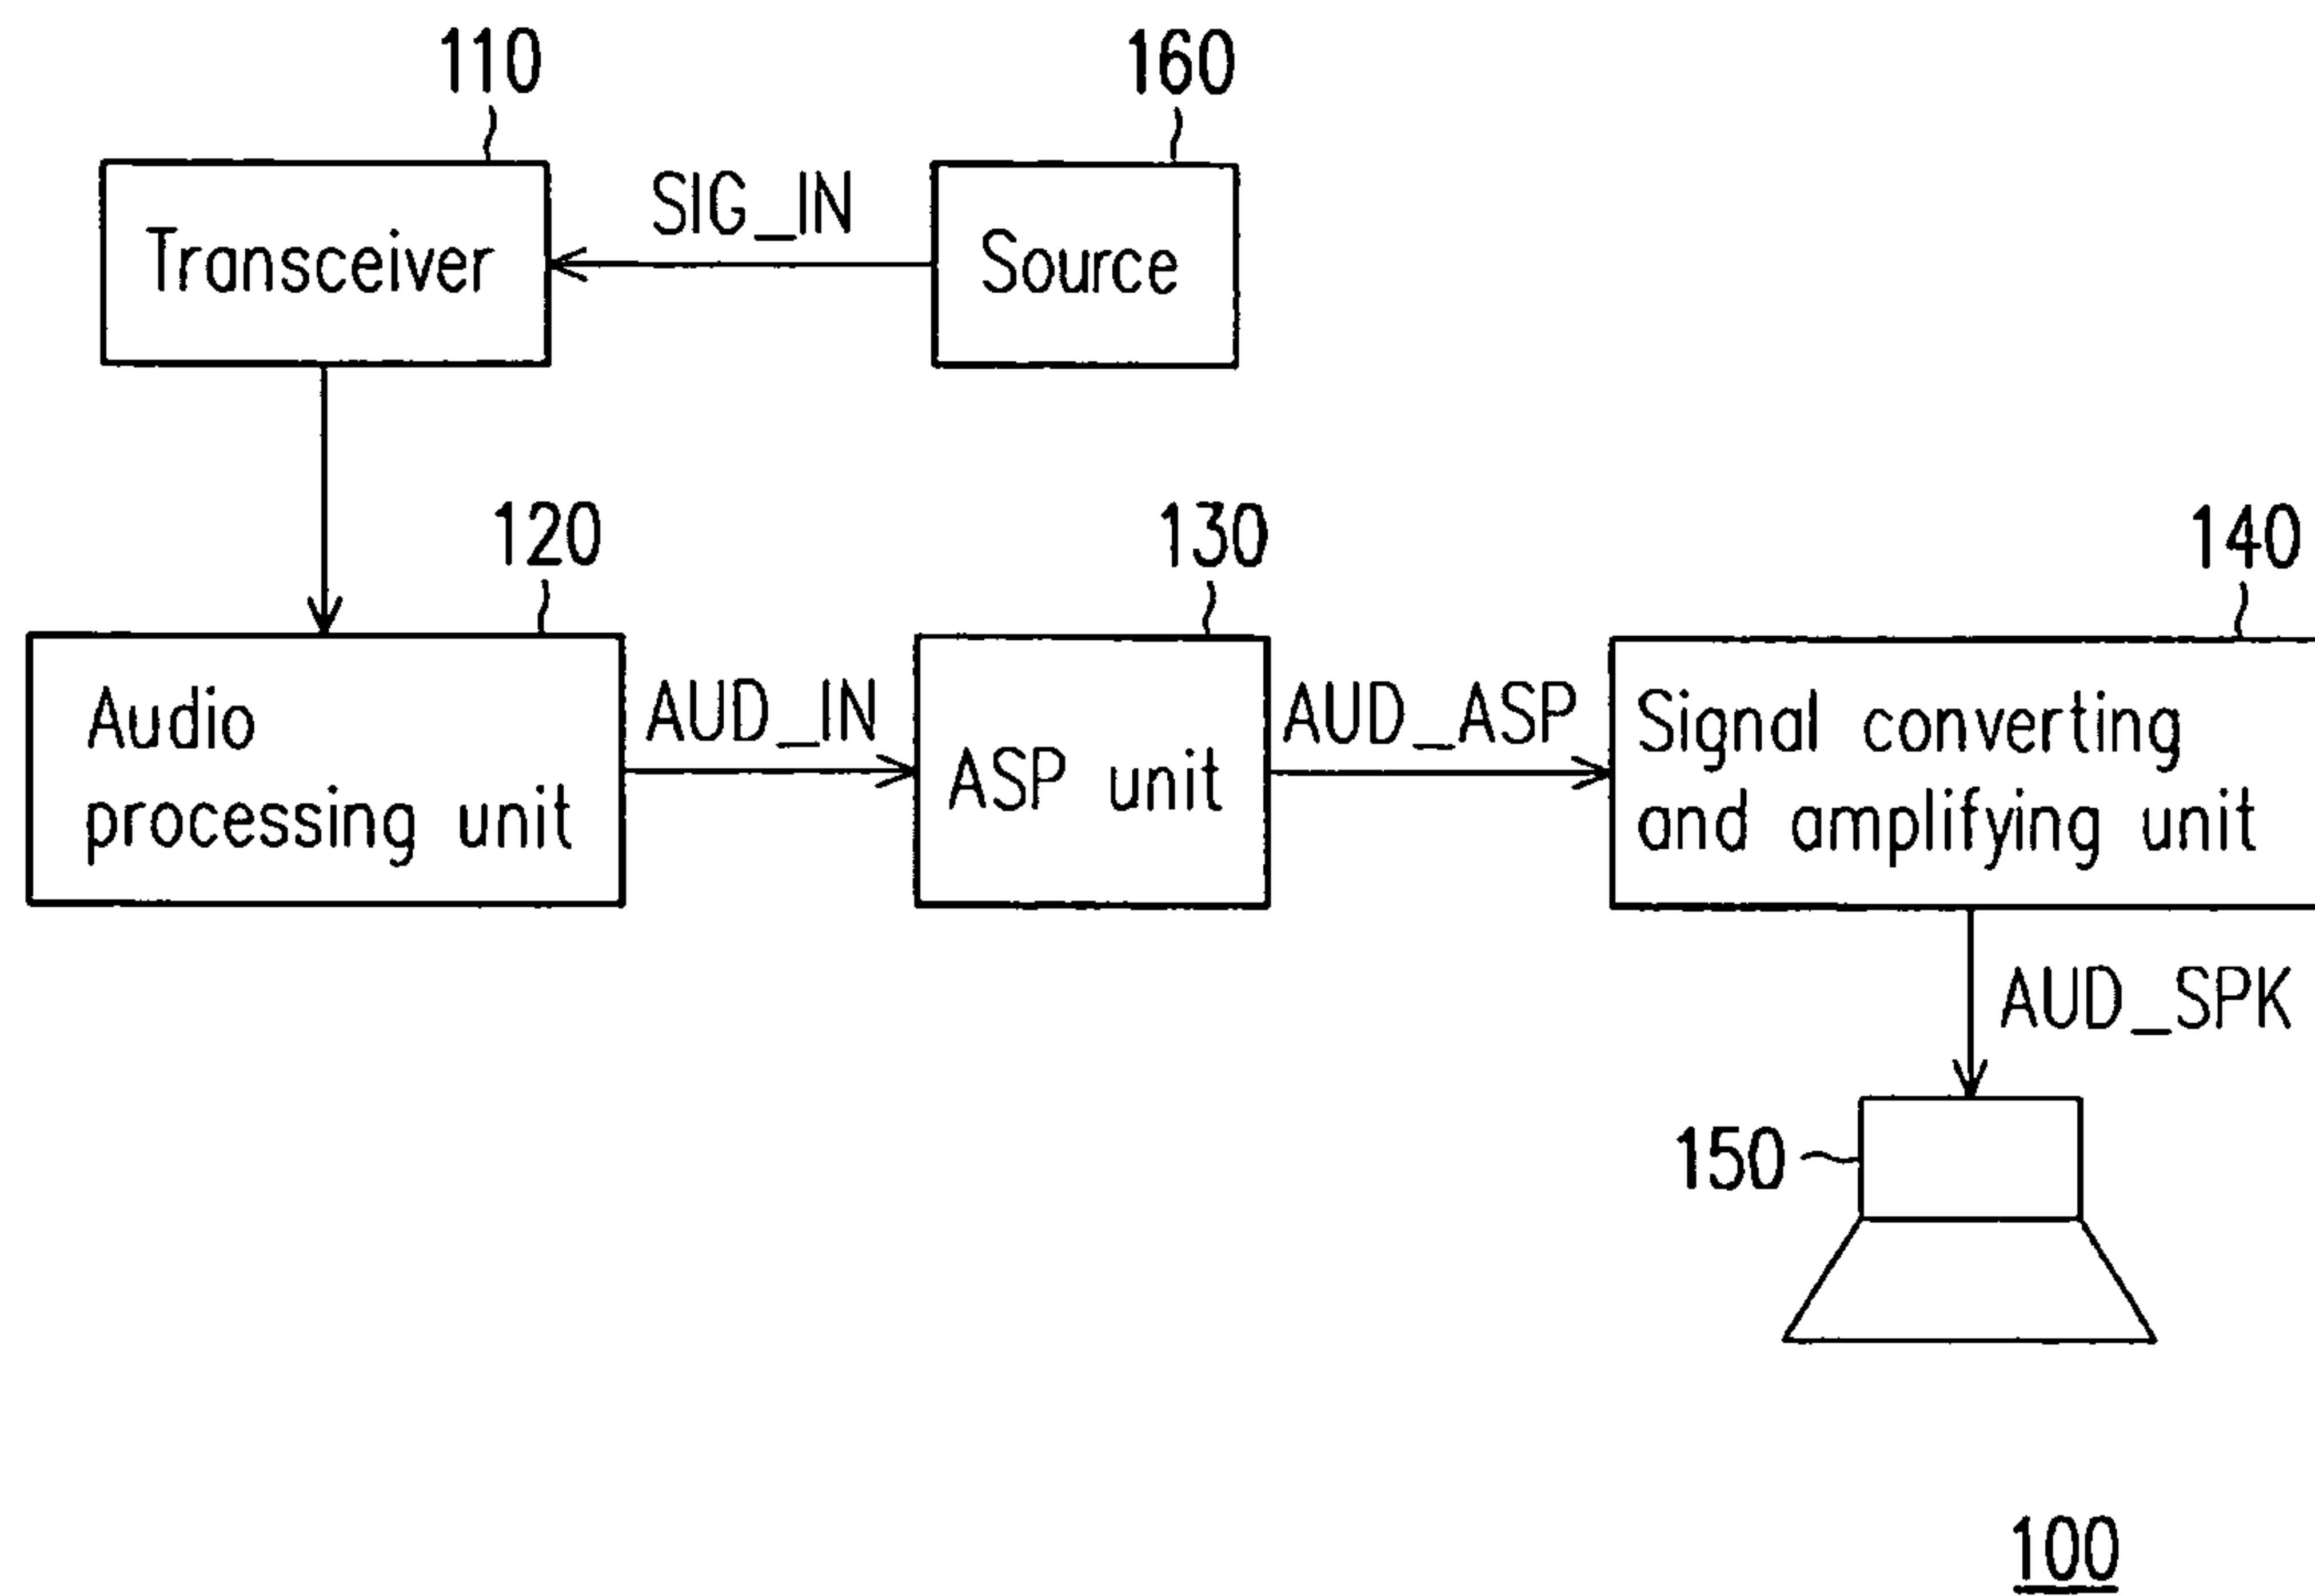 110
160
Transceiver
SIG_IN
Source
120
130
140
Audio
processing unit
AUD_IN
ASP unit
AUD_ASP
Signal converting
and amplifying unit
AUD_SPK
150
100